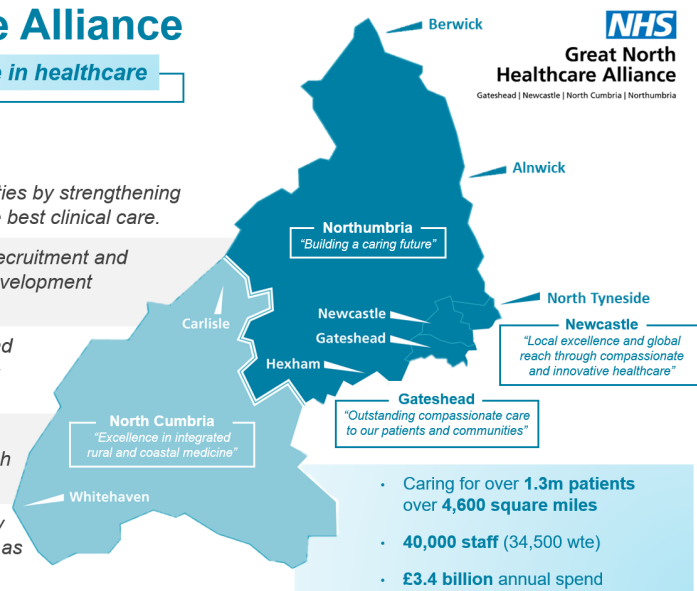 e Alliance
e in healthcare
NHS
Great North
Healthcare Alliance
Gateshead | Newcastle | North Cumbria | Northumbria
Berwick
Alnwick
ties by strengthening
e best clinical care.
ecruitment and
velopment
d
h
y
as
Northumbria
“Building a caring future”
Carlisle
Newcastle
Gateshead
Hexham
North Tyneside
Newcastle
“Local excellence and global
reach through compassionate
and innovative healthcare”
Gateshead
“Outstanding compassionate care
to our patients and communities”
North Cumbria
“Excellence in integrated
rural and coastal medicine”
Whitehaven
• Caring for over 1.3m patients
over 4,600 square miles
• 40,000 staff (34,500 wte)
• £3.4 billion annual spend